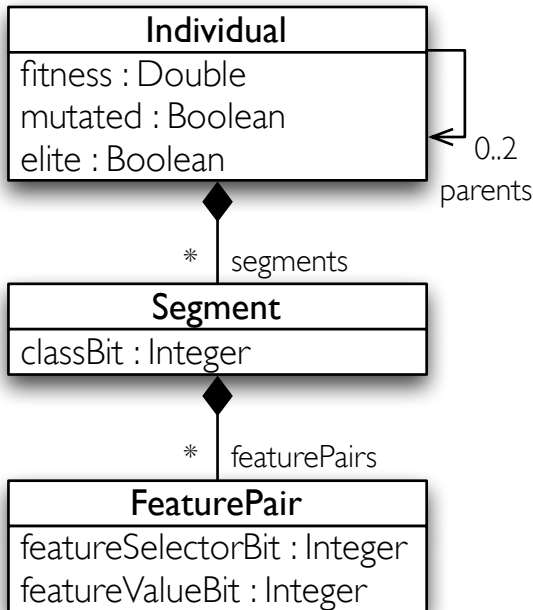 Individual
fitness : Double
mutated : Boolean
elite : Boolean
0..2
parents
* segments
Segment
classBit : Integer
* featurePairs
FeaturePair
featureSelectorBit : Integer
featureValueBit : Integer